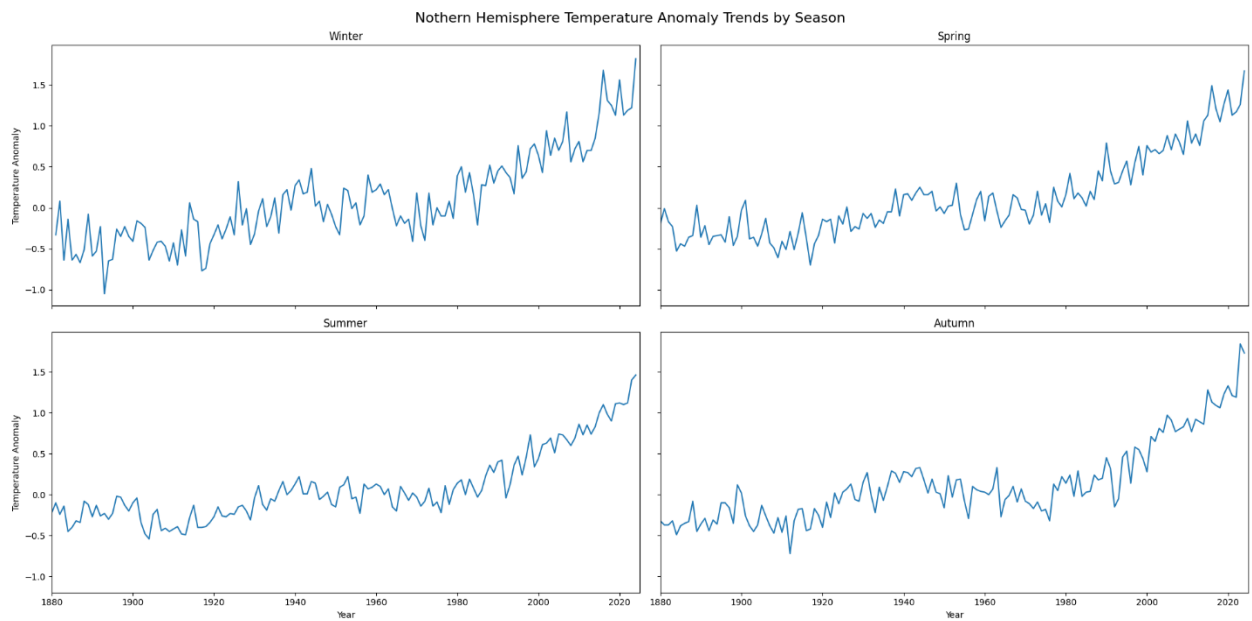 Nothern Hemisphere Temperature Anomaly Trends by Season
Winter
Spring
Temperature Anomaly
1.5
1.0
0.5
0.0
−0.5
−1.0
Summer
Autumn
Temperature Anomaly
1.5
1.0
0.5
0.0
−0.5
−1.0
1880 1900 1920 1940 1960 1980 2000 2020
Year
1880 1900 1920 1940 1960 1980 2000 2020
Year